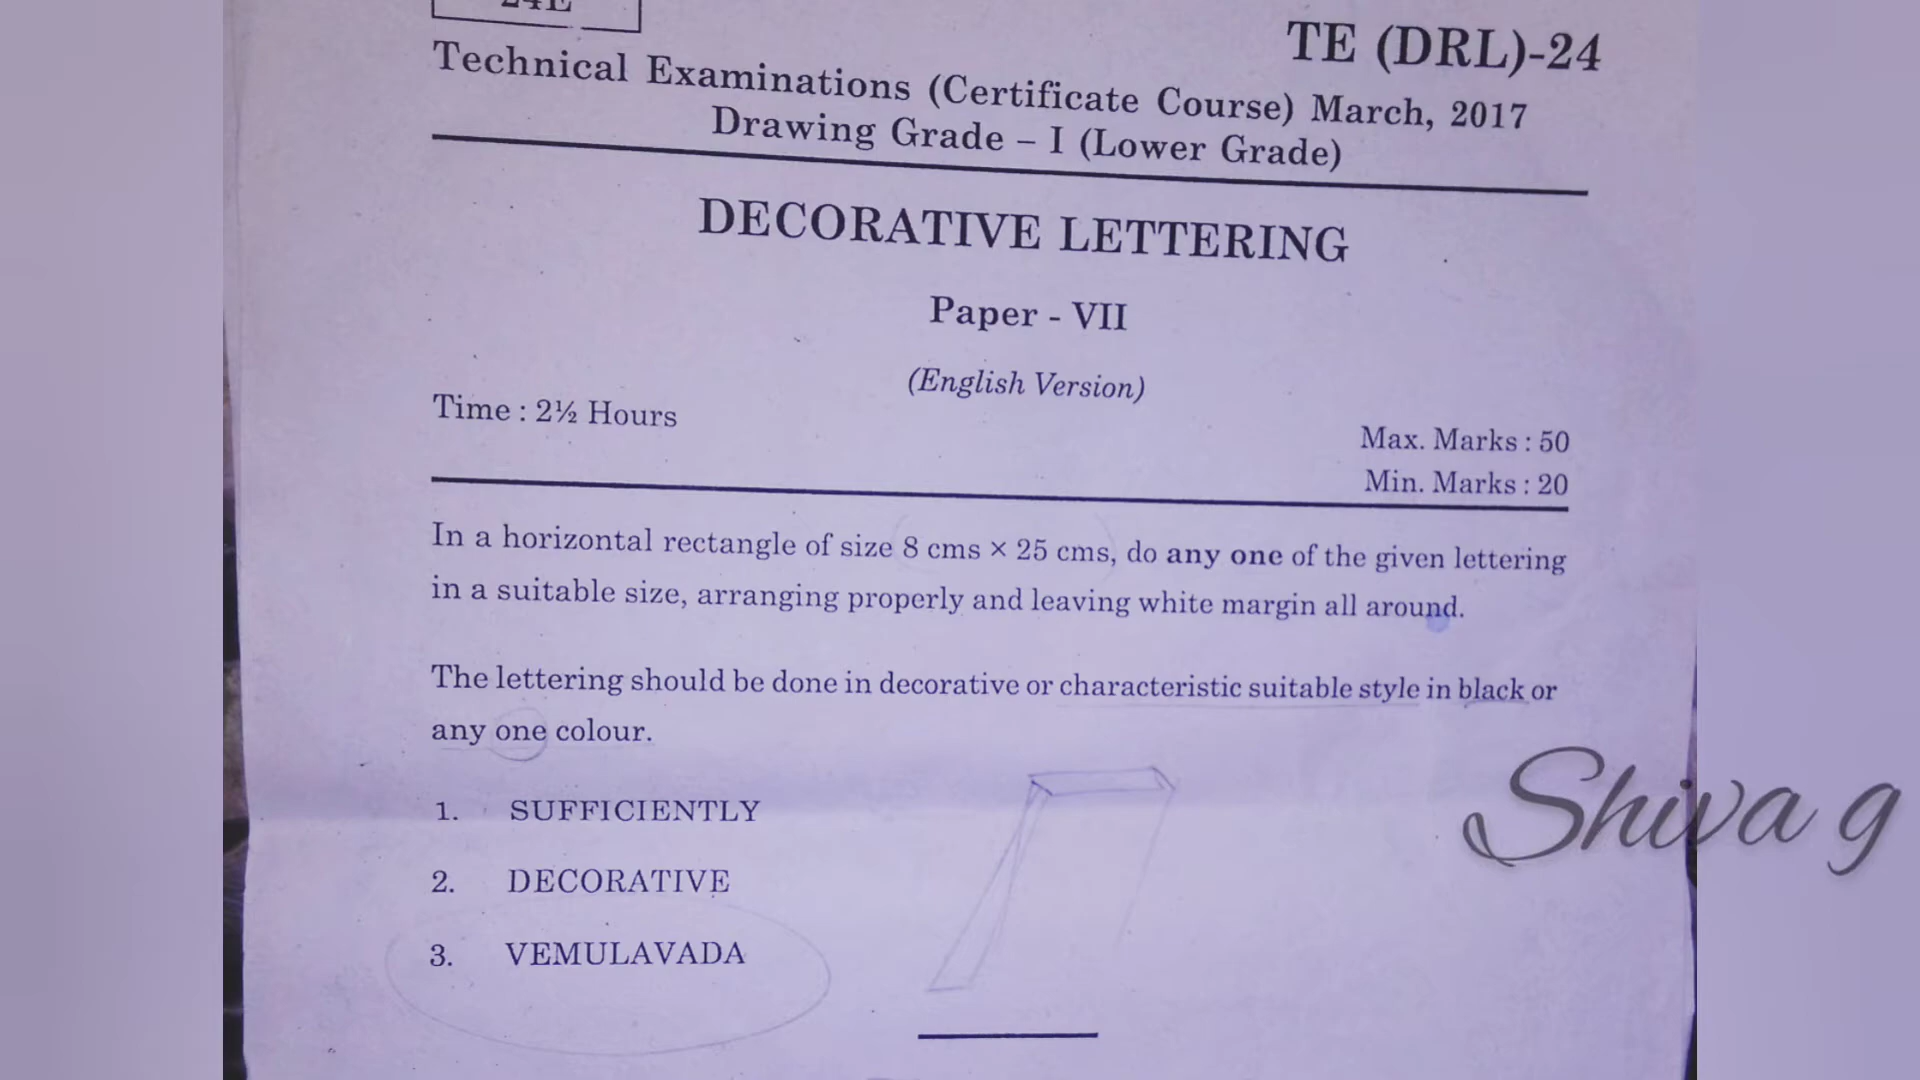 24E
TE (DRL)-24
Technical Examinations (Certificate Course) March, 2017
Drawing Grade – I (Lower Grade)
DECORATIVE LETTERING
Paper - VII
(English Version)
Time : 2½ Hours
Max. Marks : 50
Min. Marks : 20
In a horizontal rectangle of size 8 cms × 25 cms, do any one of the given lettering
in a suitable size, arranging properly and leaving white margin all around.
The lettering should be done in decorative or characteristic suitable style in black or
any one colour.
1. SUFFICIENTLY
2. DECORATIVE
3. VEMULAVADA
Shiva g